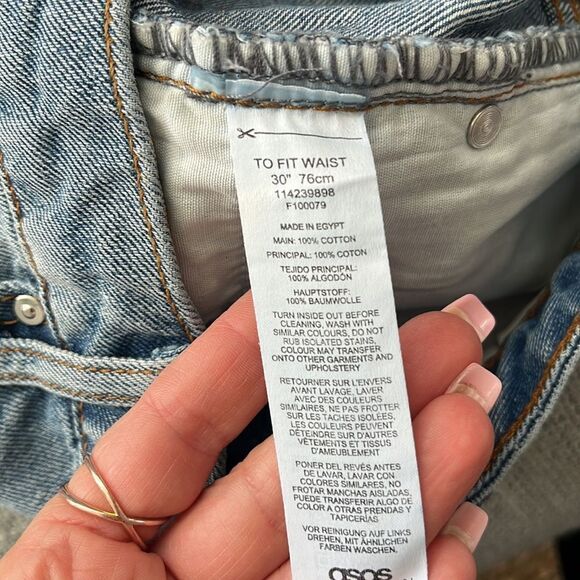 TO FIT WAIST
30" 76cm
114239898
F100079
MADE IN EGYPT
MAIN: 100% COTTON
PRINCIPAL: 100% COTON
TEJIDO PRINCIPAL:
100% ALGODÓN
HAUPTSTOFF:
100% BAUMWOLLE
TURN INSIDE OUT BEFORE
CLEANING, WASH WITH
SIMILAR COLOURS, DO NOT
RUB ISOLATED STAINS,
COLOUR MAY TRANSFER
ONTO OTHER GARMENTS AND
UPHOLSTERY
RETOURNER SUR L'ENVERS
AVANT LAVAGE, LAVER
AVEC DES COULEURS
SIMILAIRES, NE PAS FROTTER
SUR LES TACHES ISOLÉES.
LES COULEURS PEUVENT
DÉTEINDRE SUR D'AUTRES
VÊTEMENTS ET TISSUS
D'AMEUBLEMENT
PONER DEL REVÉS ANTES
DE LAVAR, LAVAR CON
COLORES SIMILARES, NO
FROTAR MANCHAS AISLADAS,
PUEDE TRANSFERIR ALGO DE
COLOR A OTRAS PRENDAS Y
TAPICERÍAS
VOR REINIGUNG AUF LINKS
DREHEN, MIT ÄHNLICHEN
FARBEN WASCHEN.
asos